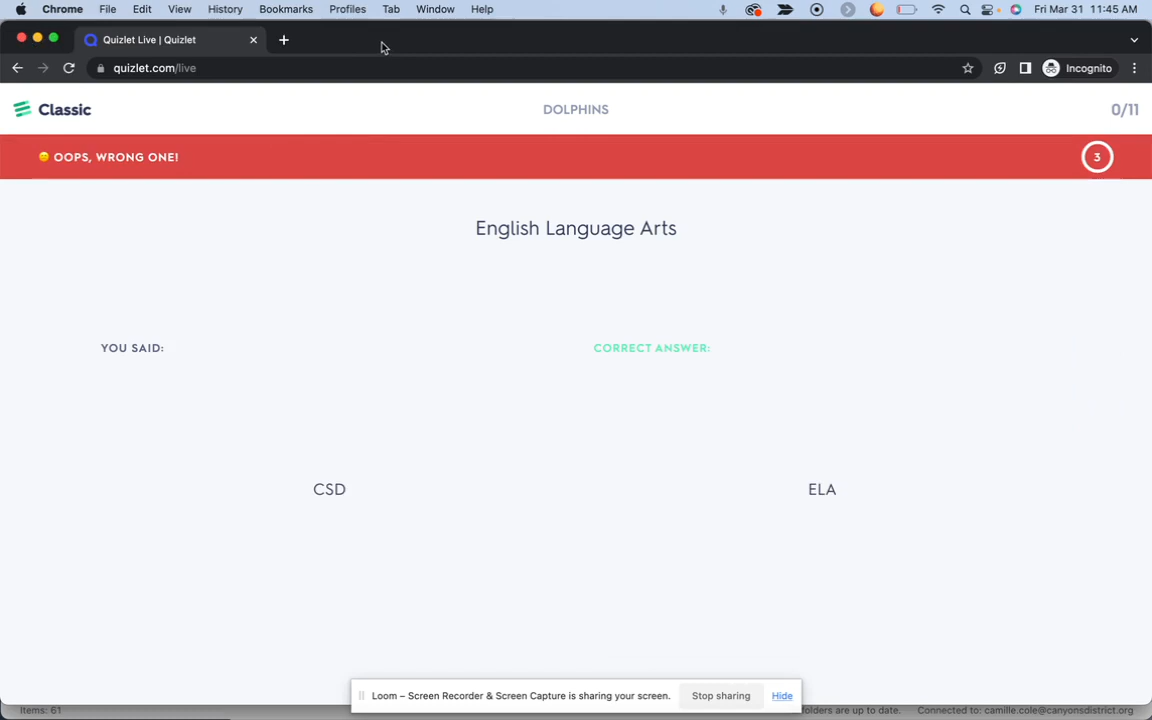 Chrome File Edit View History Bookmarks Profiles Tab Window Help Fri Mar 31 11:45 AM
Quizlet Live | Quizlet
quizlet.com/live Incognito
Classic DOLPHINS 0/11
OOPS, WRONG ONE! 3
English Language Arts
YOU SAID: CORRECT ANSWER:
CSD ELA
Loom – Screen Recorder & Screen Capture is sharing your screen. Stop sharing Hide
Items: 61 folders are up to date. Connected to: camille.cole@canyonsdistrict.org